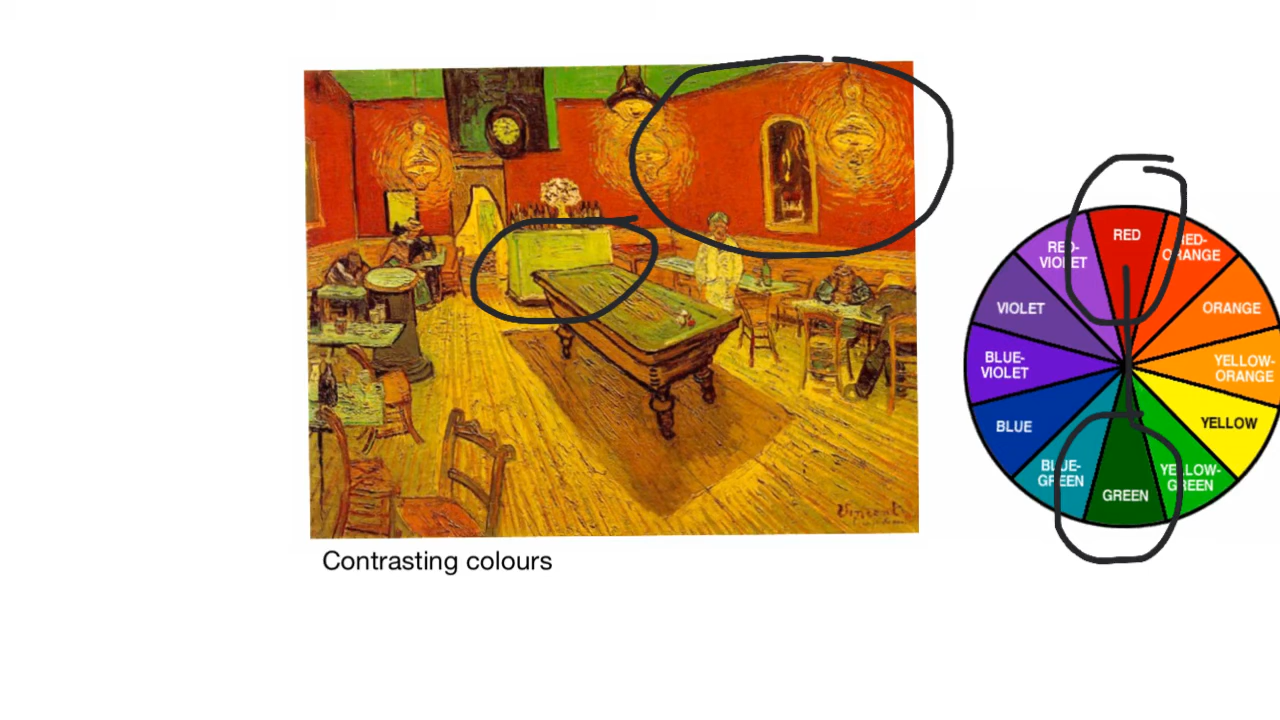 Vincent
Contrasting colours
RED
RED-
ORANGE
ORANGE
YELLOW-
ORANGE
YELLOW
YELLOW-
GREEN
GREEN
BLUE-
GREEN
BLUE
BLUE-
VIOLET
VIOLET
RED-
VIOLET